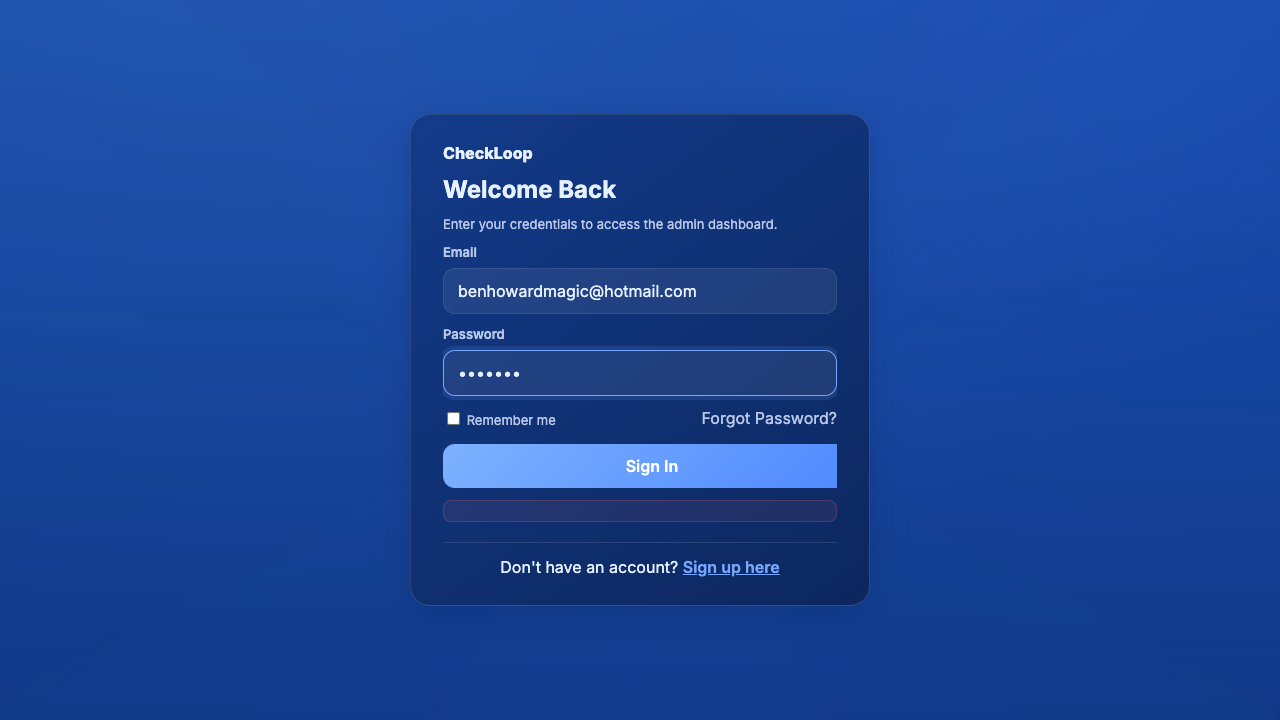 CheckLoop
Welcome Back
Enter your credentials to access the admin dashboard.
Email
benhowardmagic@hotmail.com
Password
•••••••
Remember me
Forgot Password?
Sign In
Don't have an account? Sign up here